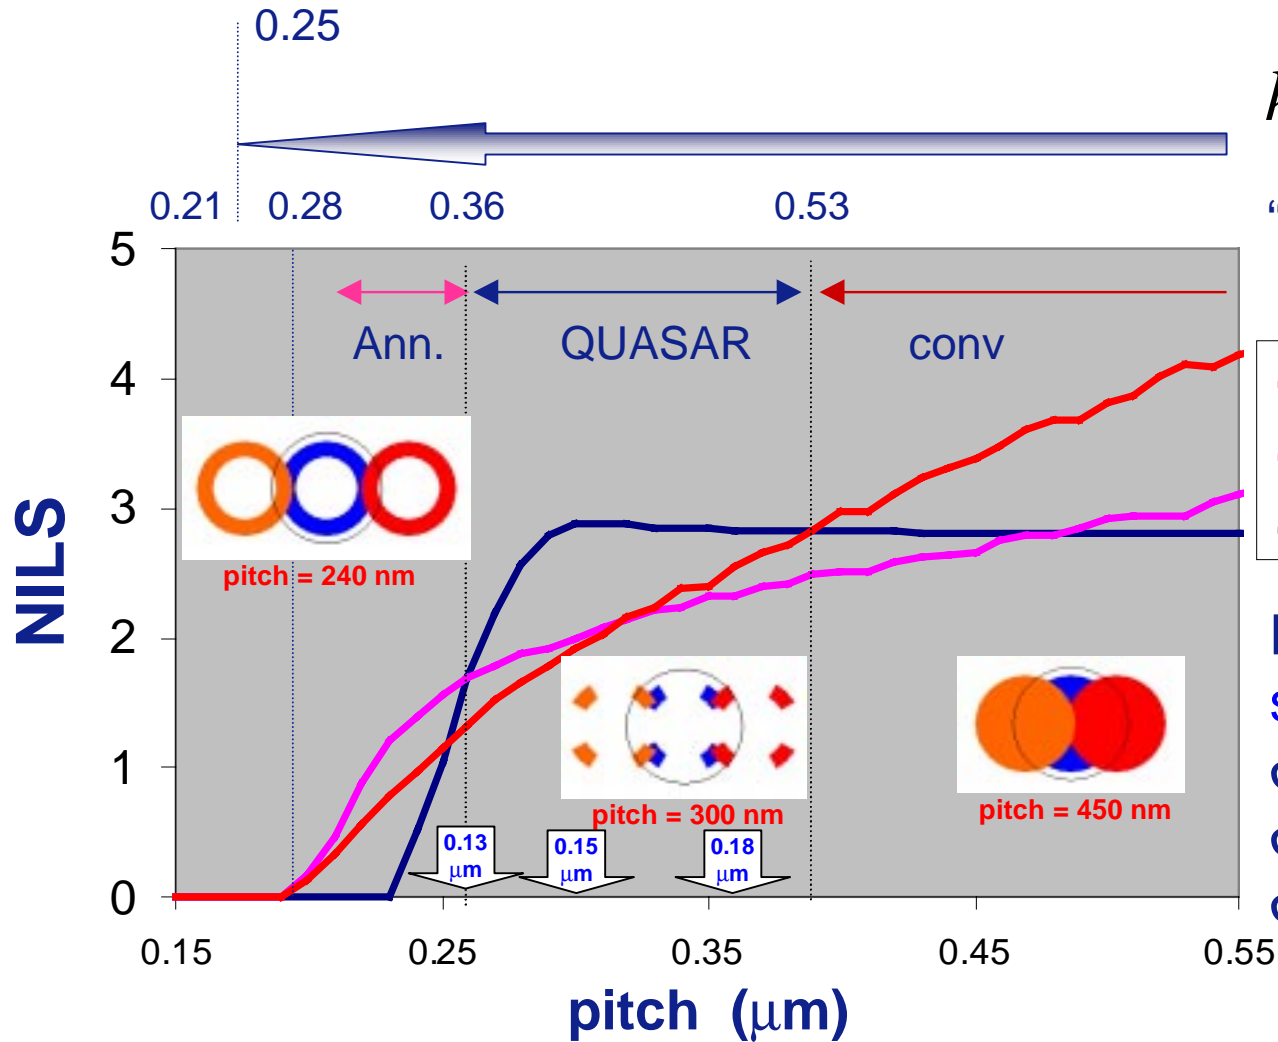 0.25
0.21 0.28 0.36 0.53
5
4
3
2
1
0
NILS
Ann. QUASAR conv
pitch = 240 nm
pitch = 300 nm
pitch = 450 nm
0.13
μm
0.15
μm
0.18
μm
0.15 0.25 0.35 0.45 0.55
pitch (μm)